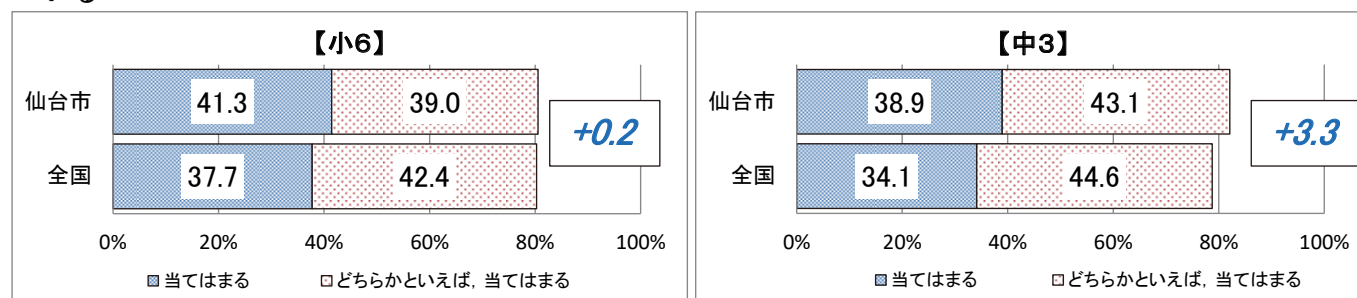 【小6】
仙台市
41.3
39.0
+0.2
全国
37.7
42.4
0%
20%
40%
60%
80%
100%
当てはまる
どちらかといえば，当てはまる
【中3】
仙台市
38.9
43.1
+3.3
全国
34.1
44.6
0%
20%
40%
60%
80%
100%
当てはまる
どちらかといえば，当てはまる